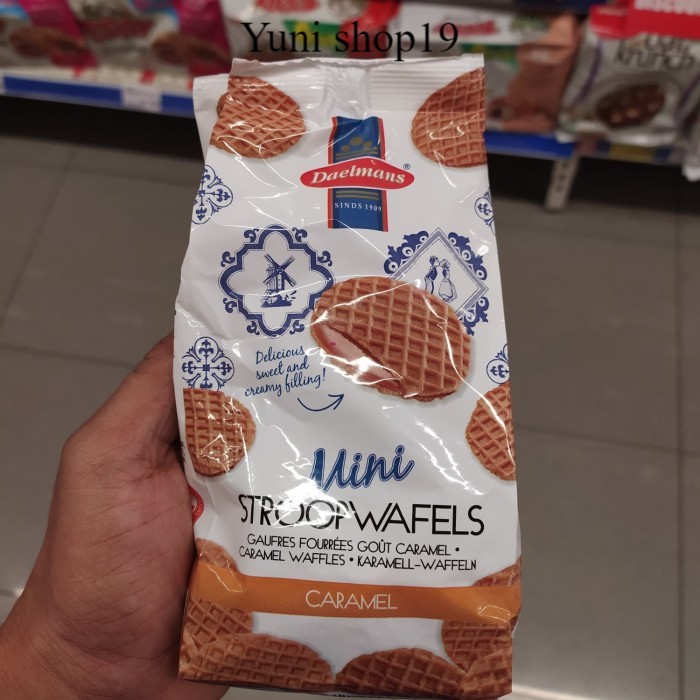 Yuni shop19
Daelmans®
SINDS 1909
Delicious
sweet and
creamy filling!
Mini
STROOPWAFELS
GAUFRES FOURRÉES GOÛT CARAMEL •
CARAMEL WAFFLES • KARAMELL-WAFFELN
CARAMEL